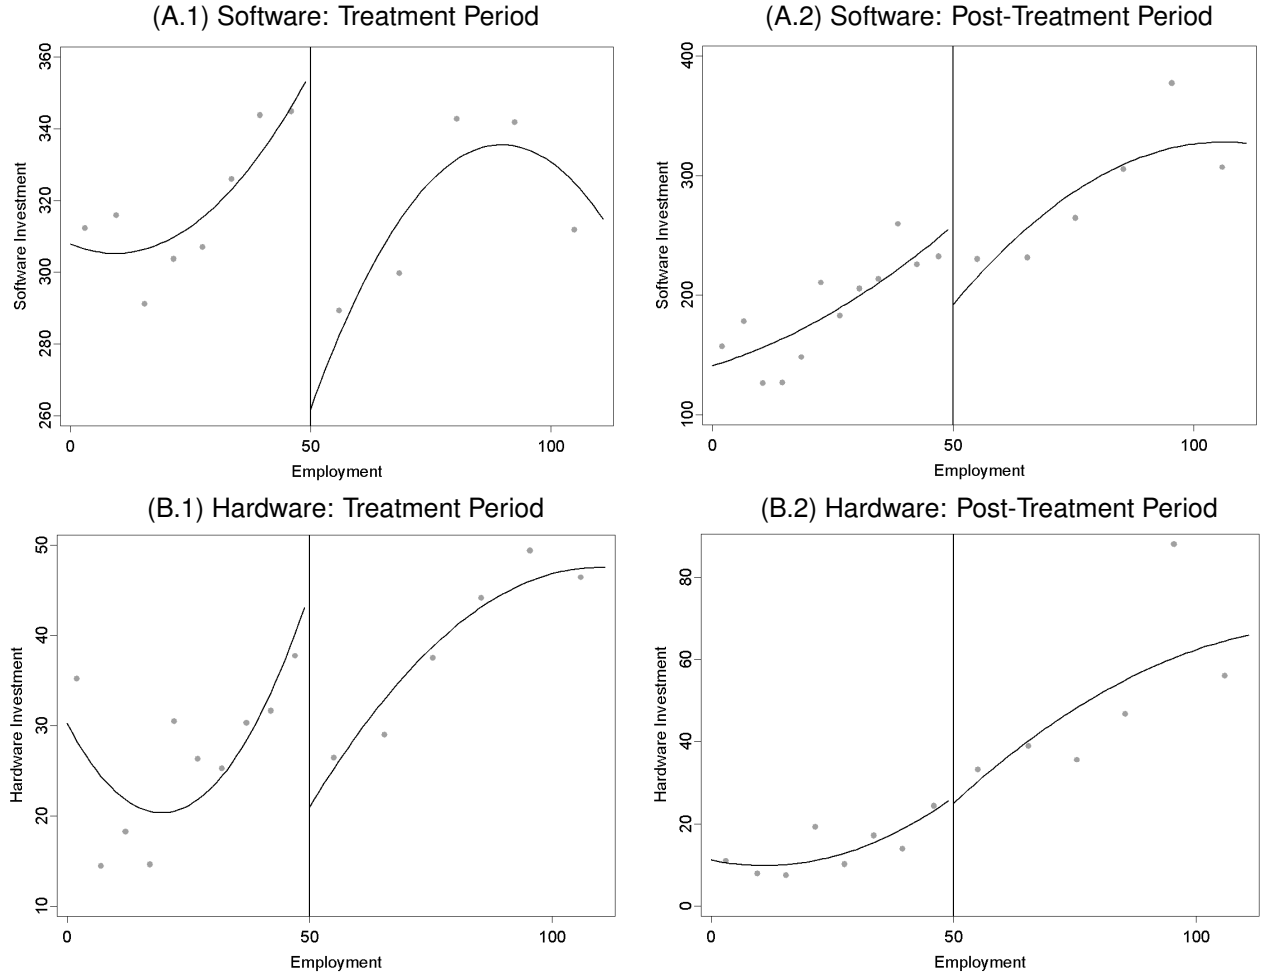 (A.1) Software: Treatment Period
360
340
320
300
280
260
Software Investment
0 50 100
Employment
(A.2) Software: Post-Treatment Period
400
300
200
100
Software Investment
0 50 100
Employment
(B.1) Hardware: Treatment Period
50
40
30
20
10
Hardware Investment
0 50 100
Employment
(B.2) Hardware: Post-Treatment Period
80
60
40
20
0
Hardware Investment
0 50 100
Employment